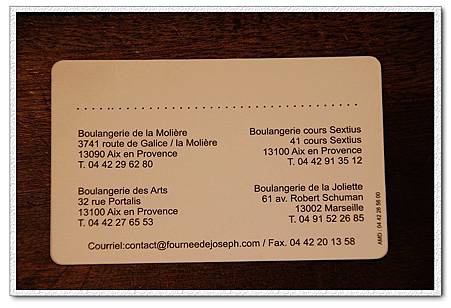 Boulangerie de la Molière
3741 route de Galice / la Molière
13090 Aix en Provence
T. 04 42 29 62 80
Boulangerie cours Sextius
41 cours Sextius
13100 Aix en Provence
T. 04 42 91 35 12
Boulangerie des Arts
32 rue Portalis
13100 Aix en Provence
T. 04 42 27 65 53
Boulangerie de la Joliette
61 av. Robert Schuman
13002 Marseille
T. 04 91 52 26 85
Courriel:contact@fourneedejoseph.com / Fax. 04 42 20 13 58